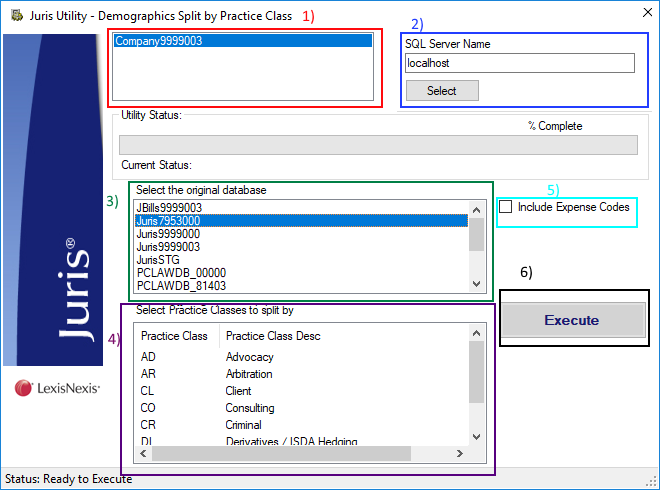 Juris Utility - Demographics Split by Practice Class
1)
2)
Company9999003
SQL Server Name
localhost
Select
Utility Status:
% Complete
Current Status:
3)
Select the original database
JBills9999003
Juris7953000
Juris9999000
Juris9999003
JurisSTG
PCLAWDB_00000
PCLAWDB_81403
5)
Include Expense Codes
6)
Execute
4)
Select Practice Classes to split by
Practice Class Practice Class Desc
AD Advocacy
AR Arbitration
CL Client
CO Consulting
CR Criminal
DI Derivatives / ISDA Hedging
Juris®
LexisNexis®
Status: Ready to Execute